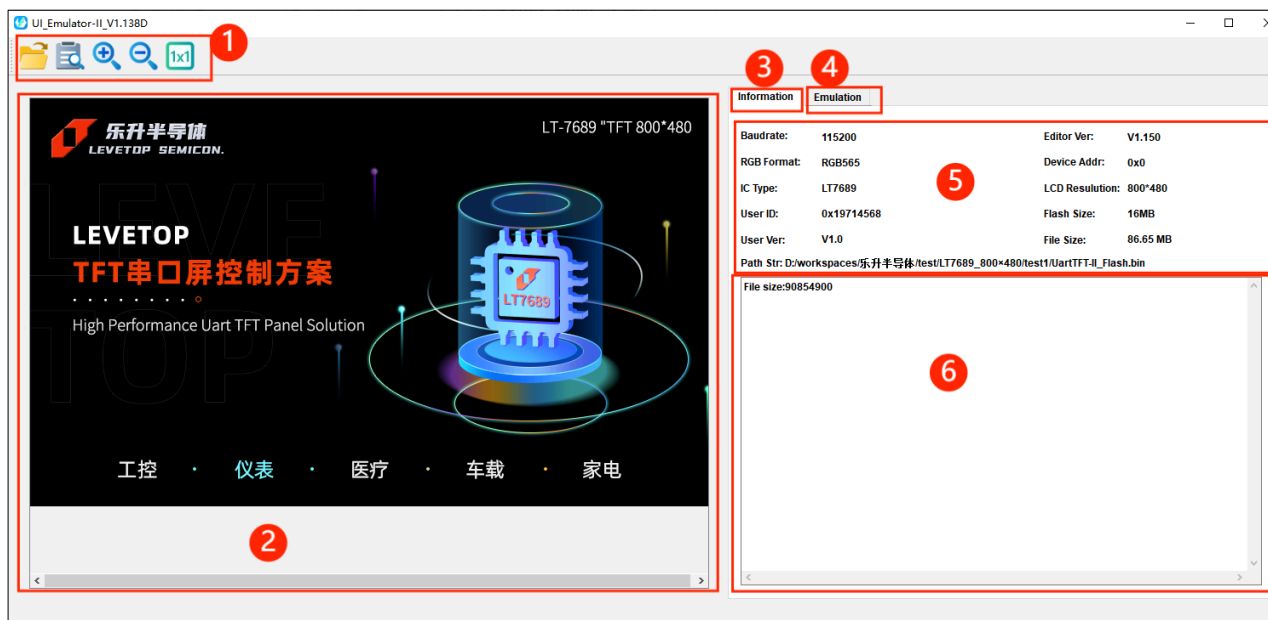 UI_Emulator-II_V1.138D
1
1x1
3
4
Information
Emulation
乐升半导体
LEVETOP SEMICON.
LT-7689 "TFT 800*480
LEVE
TOP
LEVETOP
TFT串口屏控制方案
High Performance Uart TFT Panel Solution
LT7689
工控 · 仪表 · 医疗 · 车载 · 家电
2
Baudrate: 115200 Editor Ver: V1.150
RGB Format: RGB565 Device Addr: 0x0
5
IC Type: LT7689 LCD Resulution: 800*480
User ID: 0x19714568 Flash Size: 16MB
User Ver: V1.0 File Size: 86.65 MB
Path Str: D:/workspaces/乐升半导体/test/LT7689_800×480/test1/UartTFT-II_Flash.bin
File size:90854900
6